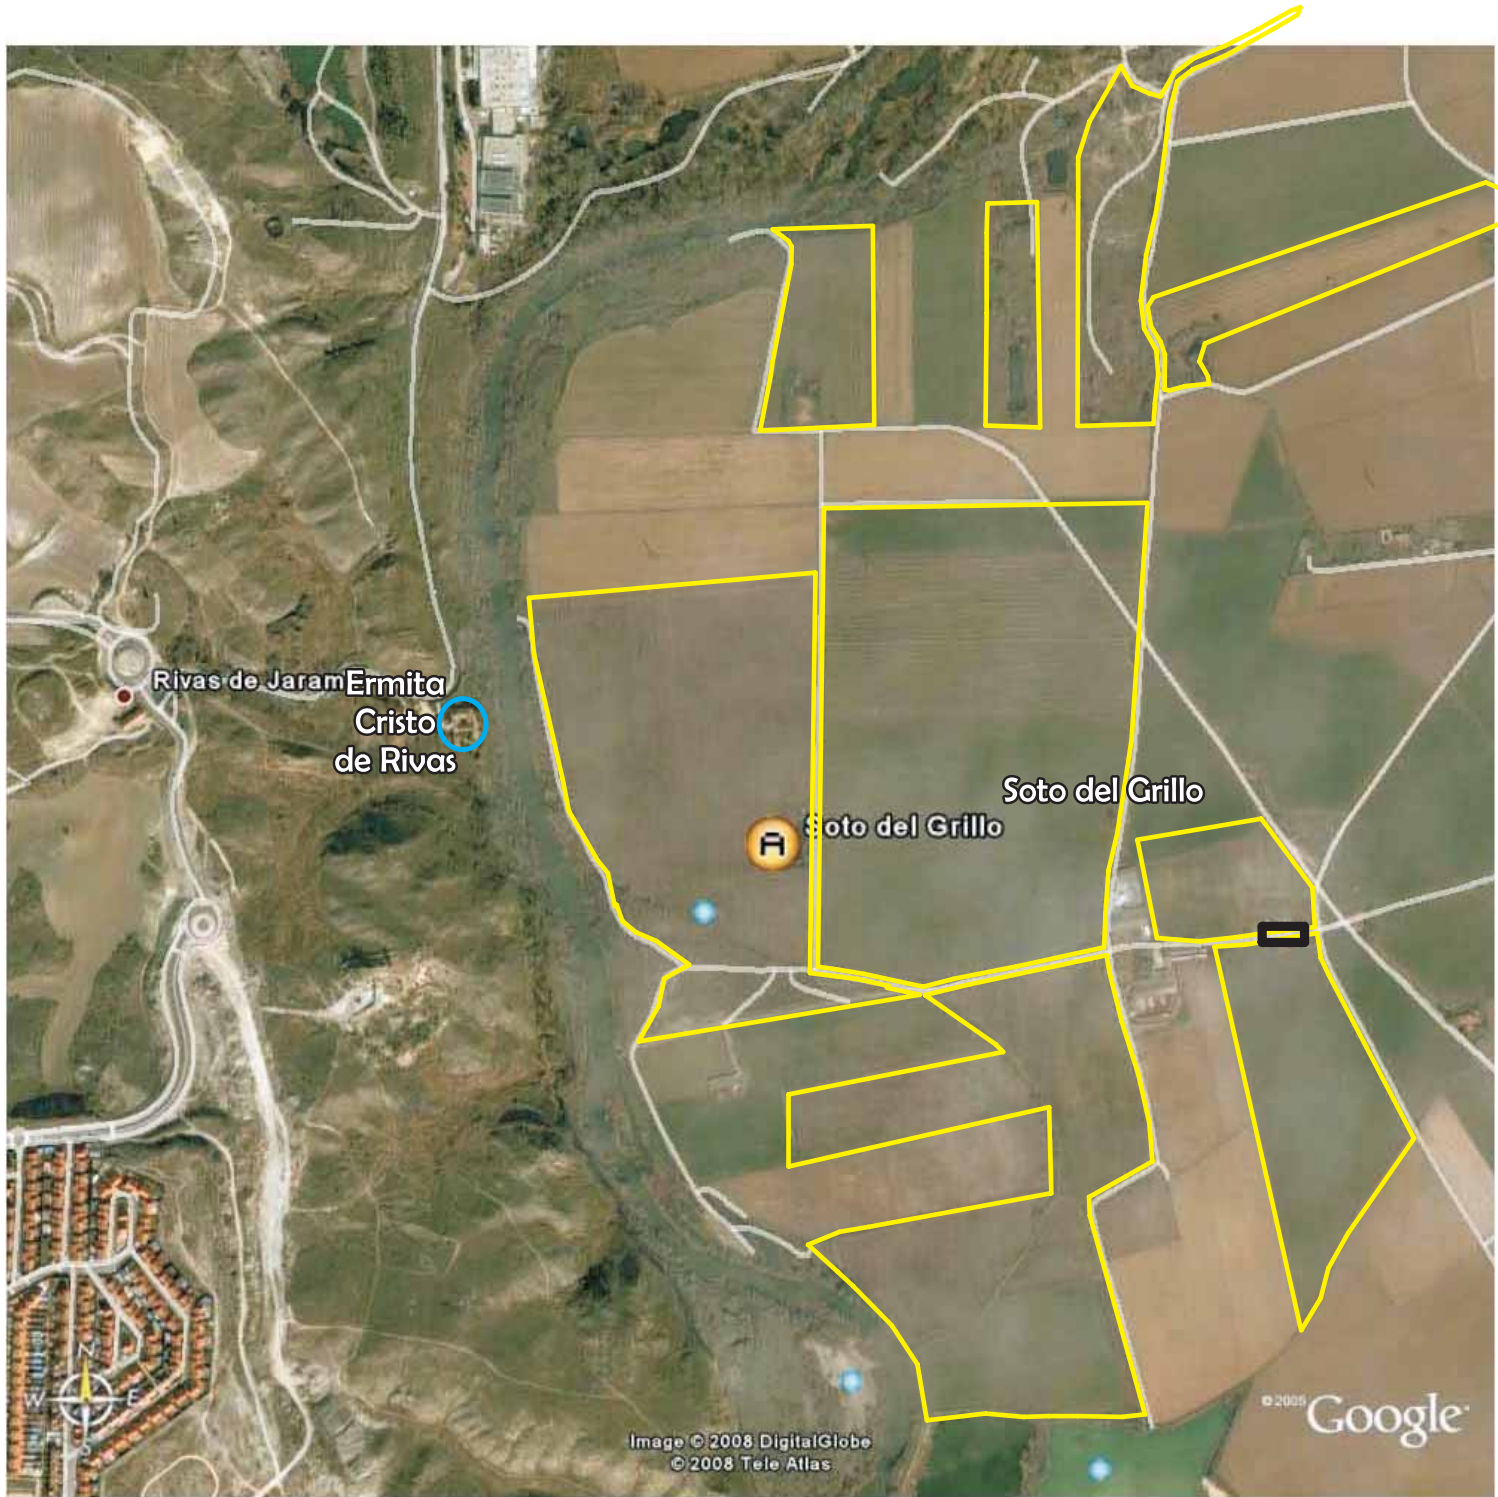 Rivas de Jaram
Ermita
Cristo
de Rivas
Soto del Grillo
Soto del Grillo
N
W
E
S
Image © 2008 DigitalGlobe
© 2008 Tele Atlas
© 2005 Google